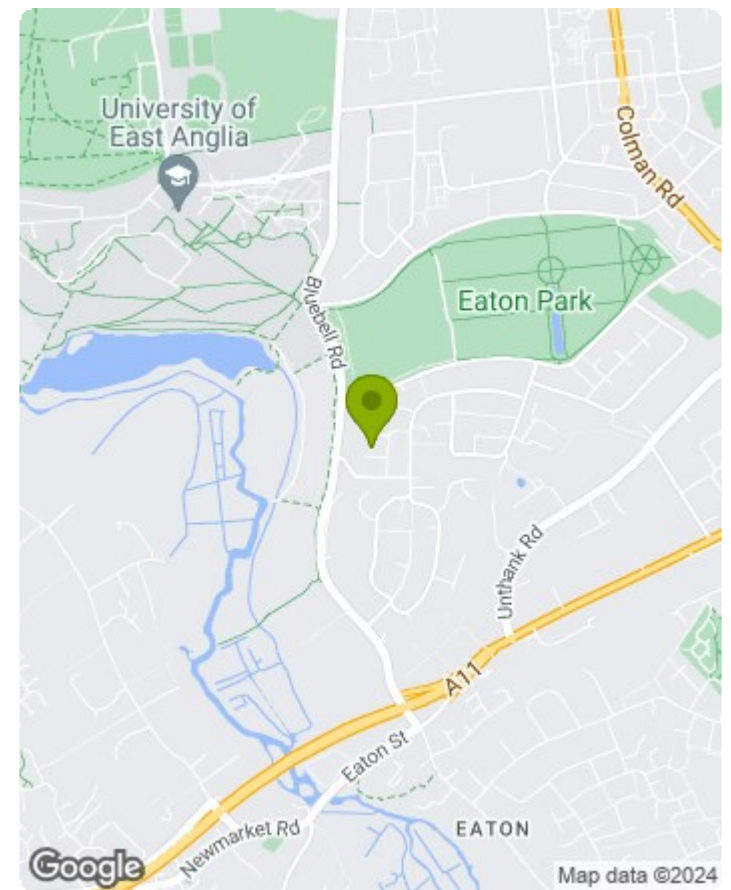 University of
East Anglia
Colman Rd
Bluebell Rd
Eaton Park
Unthank Rd
A11
Eaton St
EATON
Newmarket Rd
Google
Map data ©2024